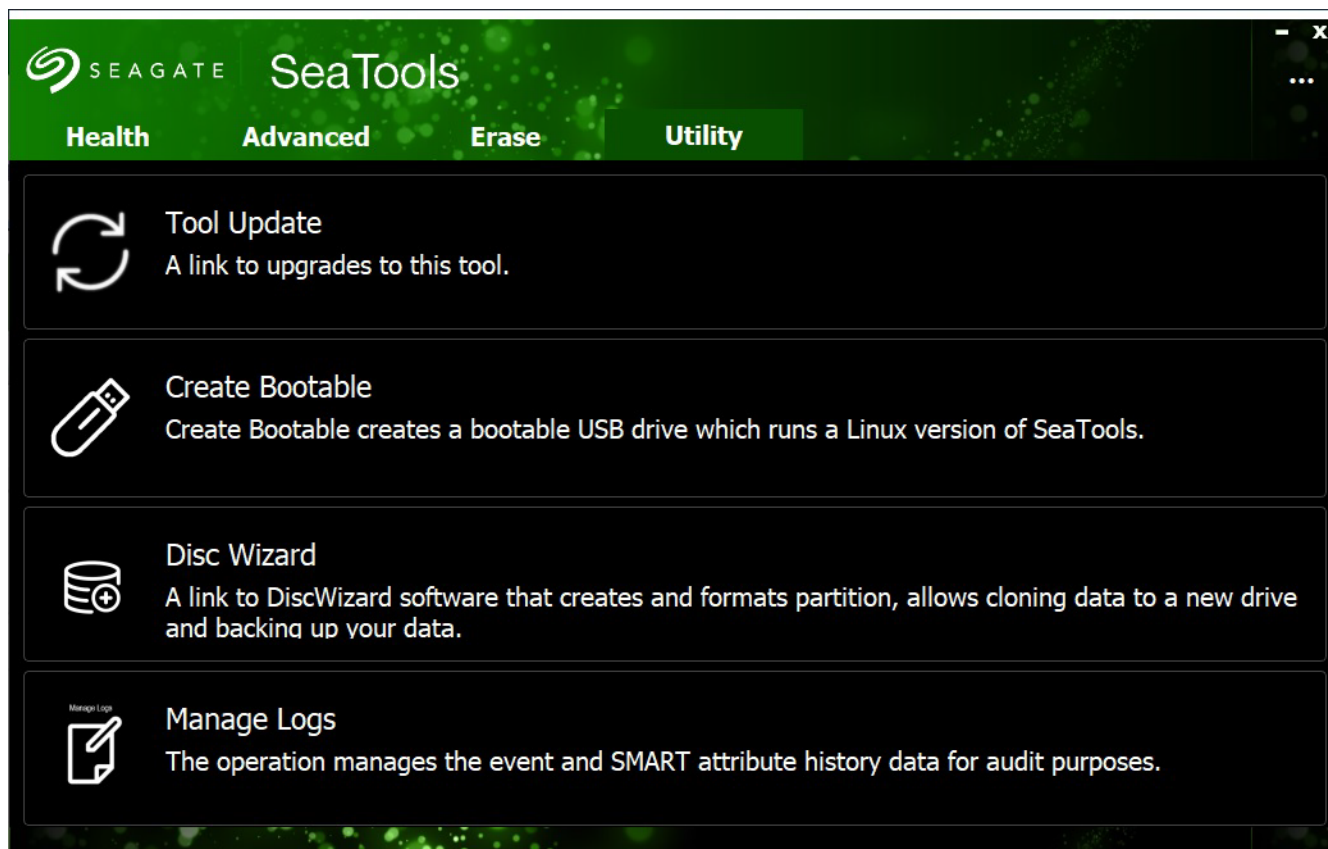 SEAGATE SeaTools
- x
...
Health Advanced Erase Utility
Tool Update
A link to upgrades to this tool.
Create Bootable
Create Bootable creates a bootable USB drive which runs a Linux version of SeaTools.
Disc Wizard
A link to DiscWizard software that creates and formats partition, allows cloning data to a new drive
and backing up your data.
Manage Logs
Manage Logs
The operation manages the event and SMART attribute history data for audit purposes.